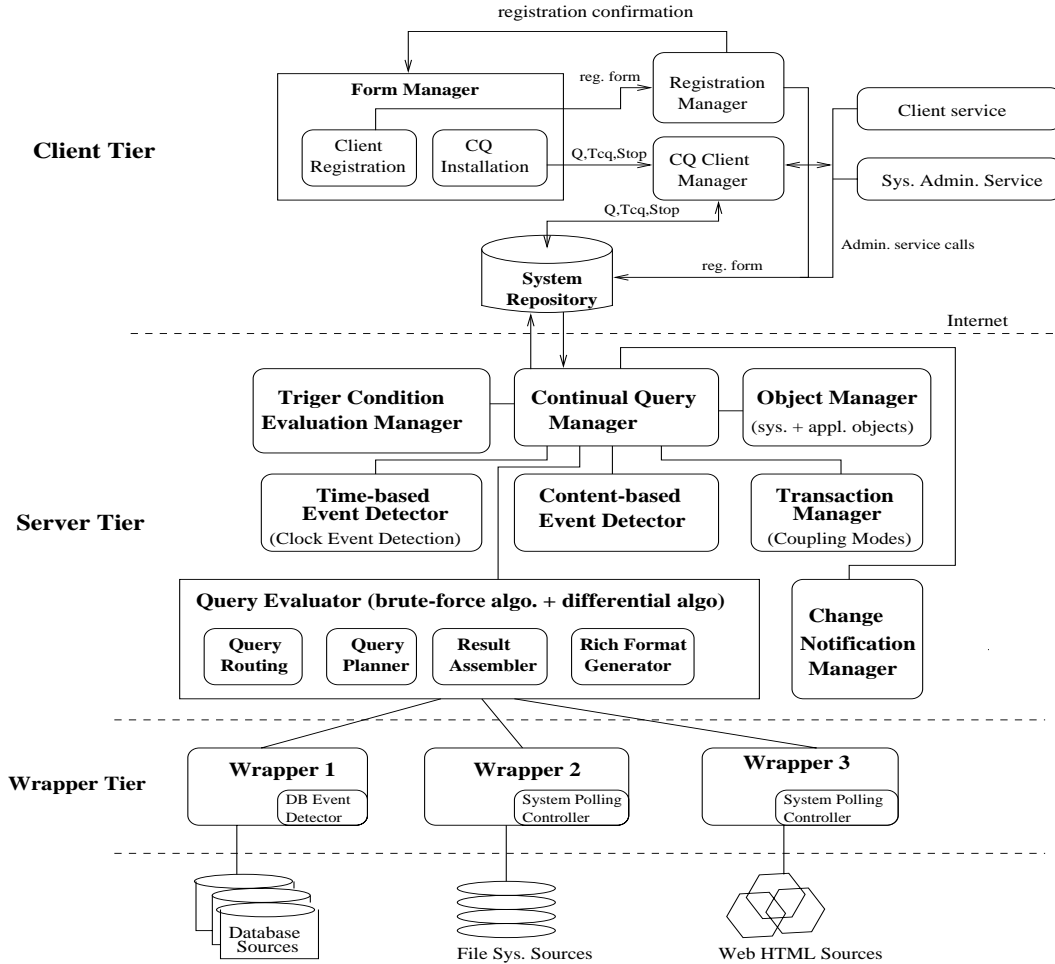 registration confirmation
Form Manager
reg. form
Registration
Manager
Client Tier
Client
Registration
CQ
Installation
Q,Tcq,Stop
CQ Client
Manager
Client service
Sys. Admin. Service
Q,Tcq,Stop
Admin. service calls
reg. form
System
Repository
Internet
Triger Condition
Evaluation Manager
Continual Query
Manager
Object Manager
(sys. + appl. objects)
Server Tier
Time-based
Event Detector
(Clock Event Detection)
Content-based
Event Detector
Transaction
Manager
(Coupling Modes)
Query Evaluator (brute-force algo. + differential algo)
Query
Routing
Query
Planner
Result
Assembler
Rich Format
Generator
Change
Notification
Manager
Wrapper Tier
Wrapper 1
DB Event
Detector
Wrapper 2
System Polling
Controller
Wrapper 3
System Polling
Controller
Database
Sources
File Sys. Sources
Web HTML Sources